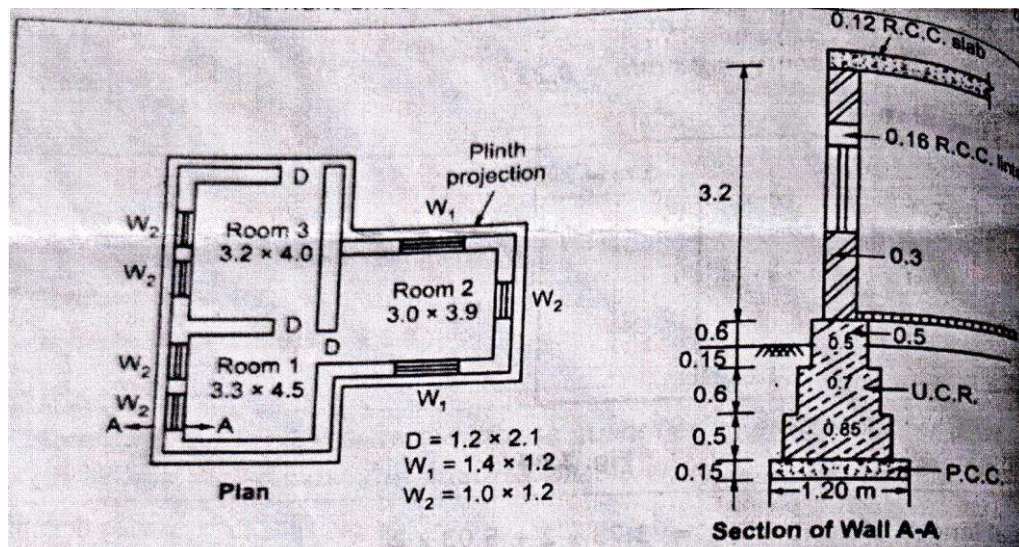 0.12 R.C.C. slab
0.16 R.C.C.
3.2
0.3
Plinth
projection
D
W₁
W₂
Room 3
3.2 × 4.0
W₂
Room 2
3.0 × 3.9
W₂
D
D
W₂
Room 1
3.3 × 4.5
W₂
A
A
W₁
D = 1.2 × 2.1
W₁ = 1.4 × 1.2
W₂ = 1.0 × 1.2
Plan
0.6
0.5
0.5
0.15
0.6
0.7
U.C.R.
0.5
0.85
0.15
P.C.C.
1.20 m
Section of Wall A-A